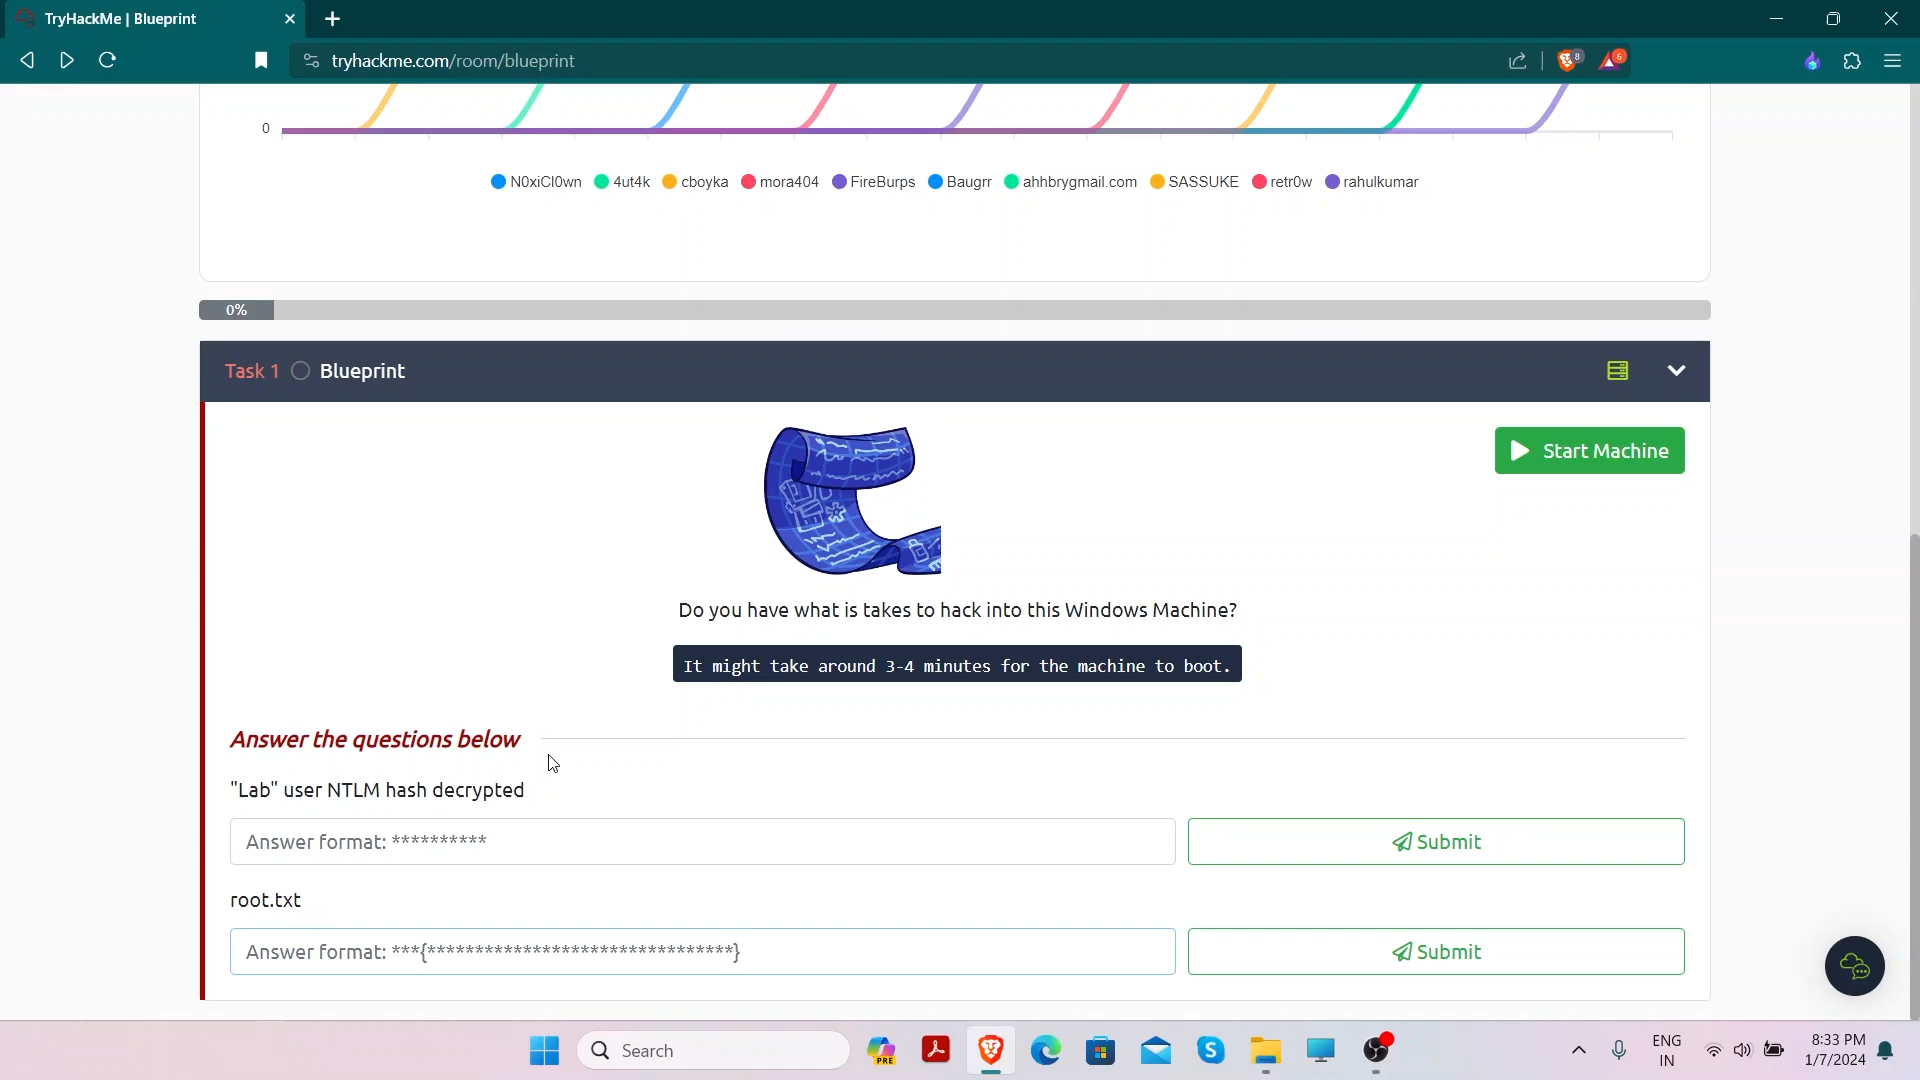 TryHackMe | Blueprint
tryhackme.com/room/blueprint
8
6
0
N0xiCl0wn 4ut4k cboyka mora404 FireBurps Baugrr ahhbrygmail.com SASSUKE retr0w rahulkumar
0%
Task 1 Blueprint
Start Machine
Do you have what is takes to hack into this Windows Machine?
It might take around 3-4 minutes for the machine to boot.
Answer the questions below
"Lab" user NTLM hash decrypted
Answer format: **********
Submit
root.txt
Answer format: ***{********************************}
Submit
Search
PRE
S
ENG
IN
8:33 PM
1/7/2024